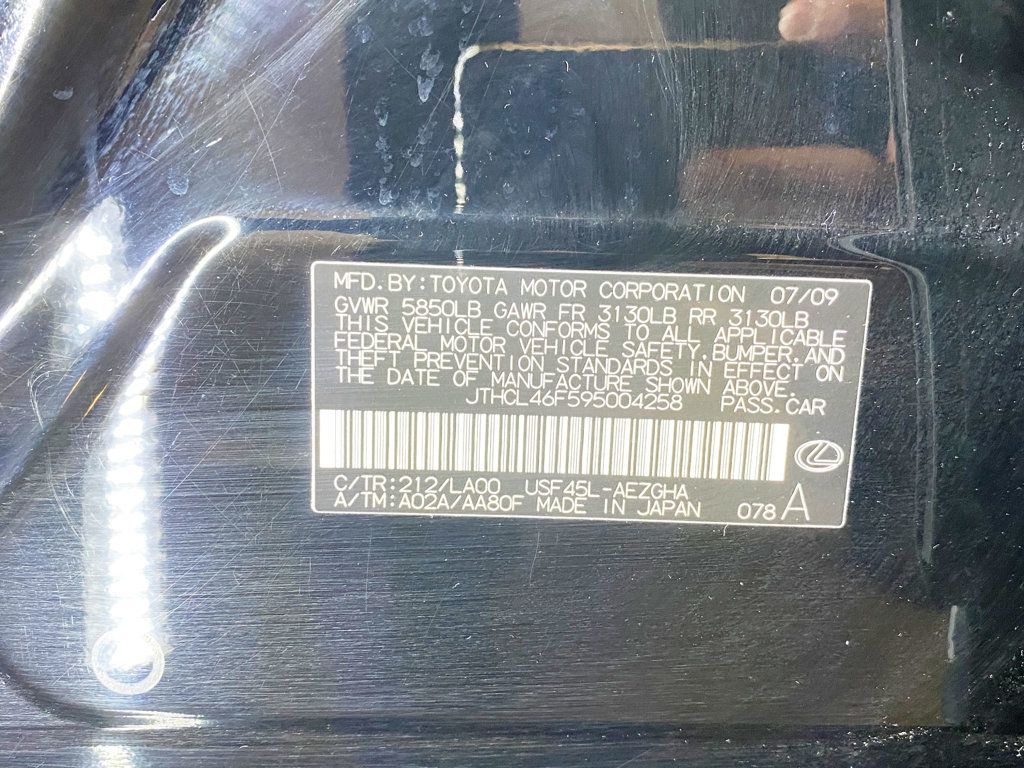 MFD.BY:TOYOTA MOTOR CORPORATION 07/09
GVWR 5850LB GAWR FR 3130LB RR 3130LB
THIS VEHICLE CONFORMS TO ALL APPLICABLE
FEDERAL MOTOR VEHICLE SAFETY,BUMPER,AND
THEFT PREVENTION STANDARDS IN EFFECT ON
THE DATE OF MANUFACTURE SHOWN ABOVE.
JTHCL46F595004258 PASS.CAR
C/TR:212/LA00 USF45L-AEZGHA
A/TM:A02A/AA80F MADE IN JAPAN 078 A